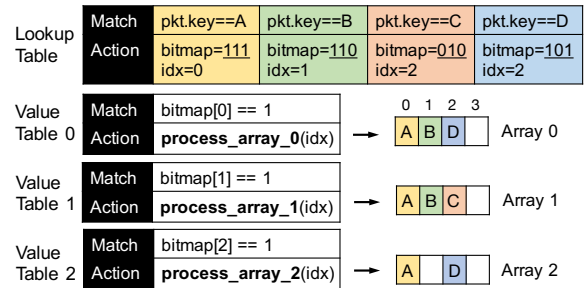 Lookup Table
Match pkt.key==A pkt.key==B pkt.key==C pkt.key==D
Action bitmap=111 bitmap=110 bitmap=010 bitmap=101
idx=0 idx=1 idx=2 idx=2
Value Table 0
Match bitmap[0] == 1
Action process_array_0(idx)
0 1 2 3
A B D Array 0
Value Table 1
Match bitmap[1] == 1
Action process_array_1(idx)
A B C Array 1
Value Table 2
Match bitmap[2] == 1
Action process_array_2(idx)
A D Array 2